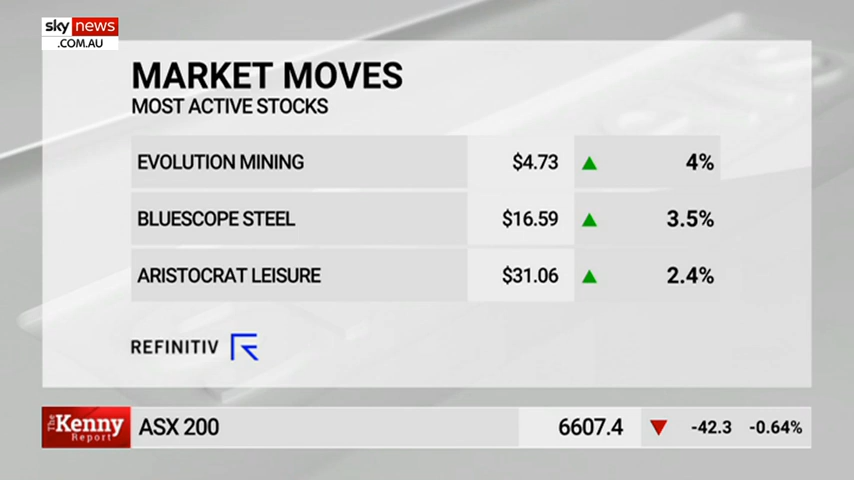 sky news
.COM.AU
MARKET MOVES
MOST ACTIVE STOCKS
EVOLUTION MINING $4.73 ▲ 4%
BLUESCOPE STEEL $16.59 ▲ 3.5%
ARISTOCRAT LEISURE $31.06 ▲ 2.4%
REFINITIV
The Kenny Report ASX 200 6607.4 ▼ -42.3 -0.64%